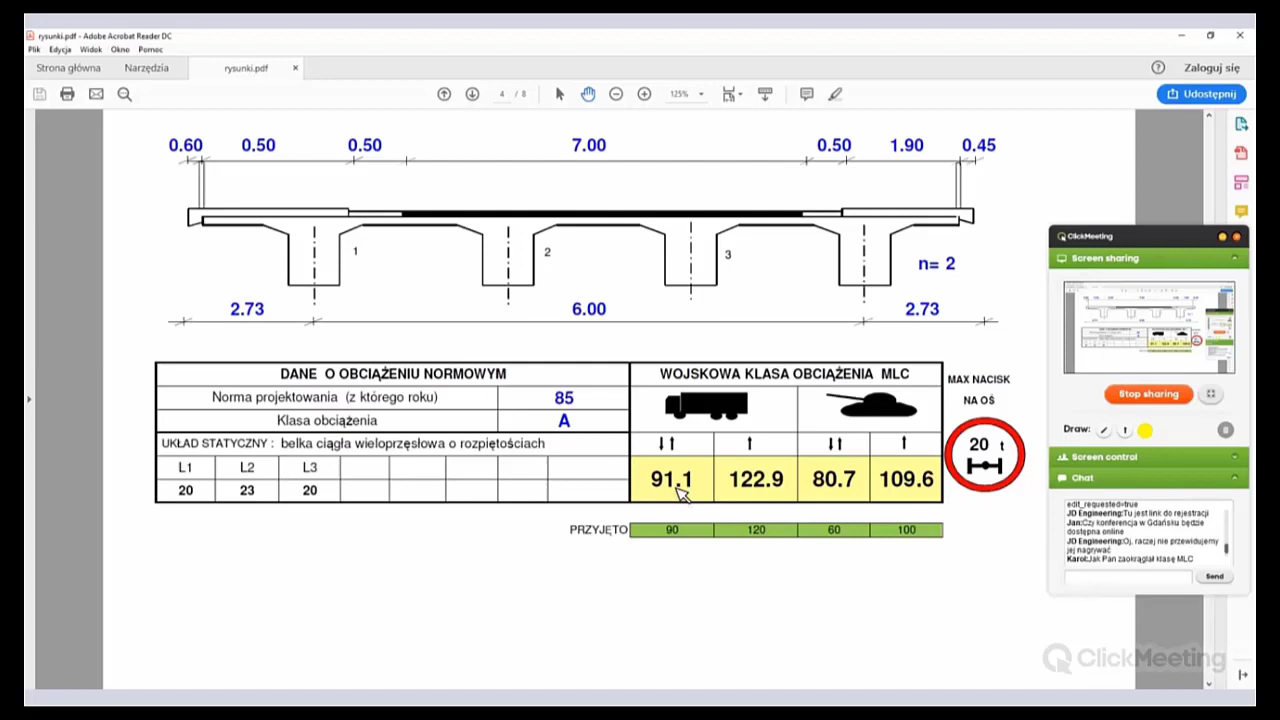 rysunki.pdf - Adobe Acrobat Reader DC
Plik Edycja Widok Okno Pomoc
Strona główna Narzędzia rysunki.pdf × Zaloguj się
4 / 8 125% Udostępnij
0.60 0.50 0.50 7.00 0.50 1.90 0.45
1 2 3
n= 2
2.73 6.00 2.73
DANE O OBCIĄŻENIU NORMOWYM WOJSKOWA KLASA OBCIĄŻENIA MLC
Norma projektowania (z którego roku) 85
Klasa obciążenia A
UKŁAD STATYCZNY : belka ciągła wieloprzęsłowa o rozpiętościach
L1 L2 L3
20 23 20
91.1 122.9 80.7 109.6
PRZYJĘTO 90 120 60 100
MAX NACISK
NA OŚ
20 t
ClickMeeting
Screen sharing
Stop sharing
Draw:
Screen control
Chat
edit_requested=true
JD Engineering:Tu jest link do rejestracji
Jan:Czy konferencja w Gdańsku będzie
dostępna online
JD Engineering:Oj, raczej nie przewidujemy
jej nagrywać
Karol:Jak Pan zaokrąglał klasę MLC
Send
ClickMeeting